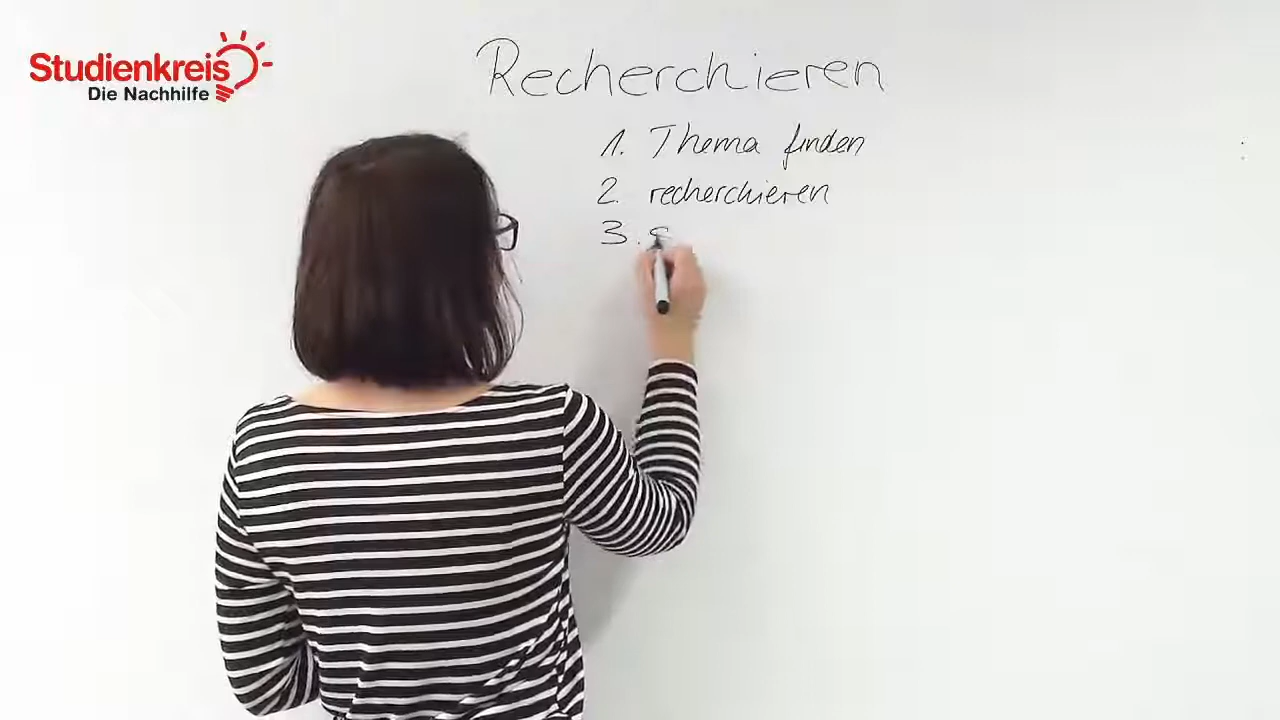 Studienkreis
Die Nachhilfe
Recherchieren
1. Thema finden
2. recherchieren
3. s